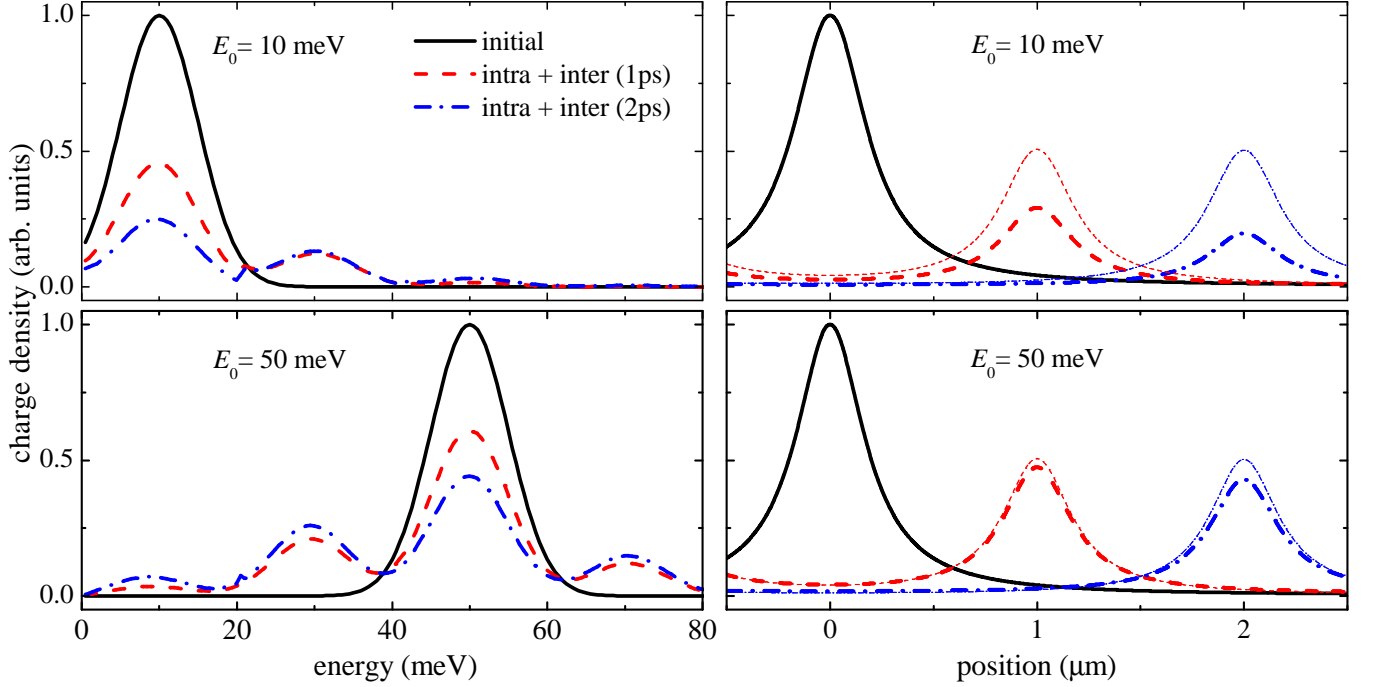 1.0
E0= 10 meV
initial
intra + inter (1ps)
intra + inter (2ps)
0.5
0.0
E0= 10 meV
1.0
E0= 50 meV
0.5
0.0
E0= 50 meV
charge density (arb. units)
0 20 40 60 80
energy (meV)
0 1 2
position (μm)